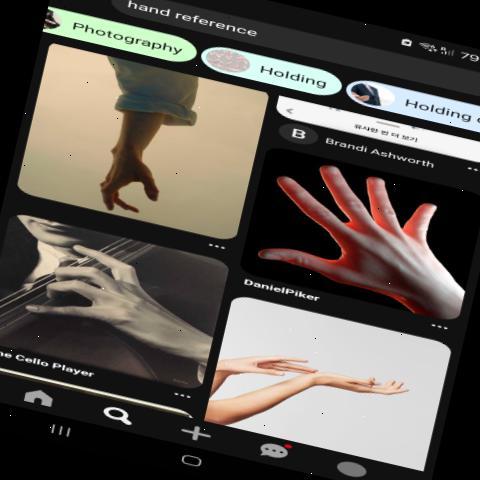 hand reference
79
Photography
Holding
Holding
유사한 핀 더 보기
B
Brandi Ashworth
DanielPiker
he Cello Player